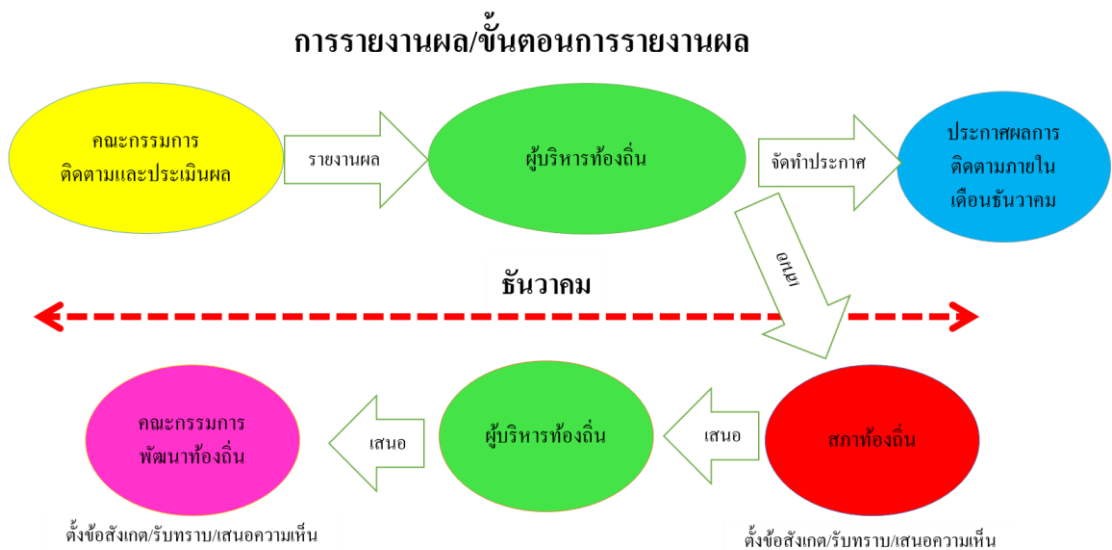 การรายงานผล/ขั้นตอนการรายงานผล
คณะกรรมการ
ติดตามและประเมินผล
รายงานผล
ผู้บริหารท้องถิ่น
จัดทำประกาศ
ประกาศผลการ
ติดตามภายใน
เดือนธันวาคม
เสนอ
ธันวาคม
คณะกรรมการ
พัฒนาท้องถิ่น
เสนอ
ผู้บริหารท้องถิ่น
เสนอ
สภาท้องถิ่น
ตั้งข้อสังเกต/รับทราบ/เสนอความเห็น
ตั้งข้อสังเกต/รับทราบ/เสนอความเห็น